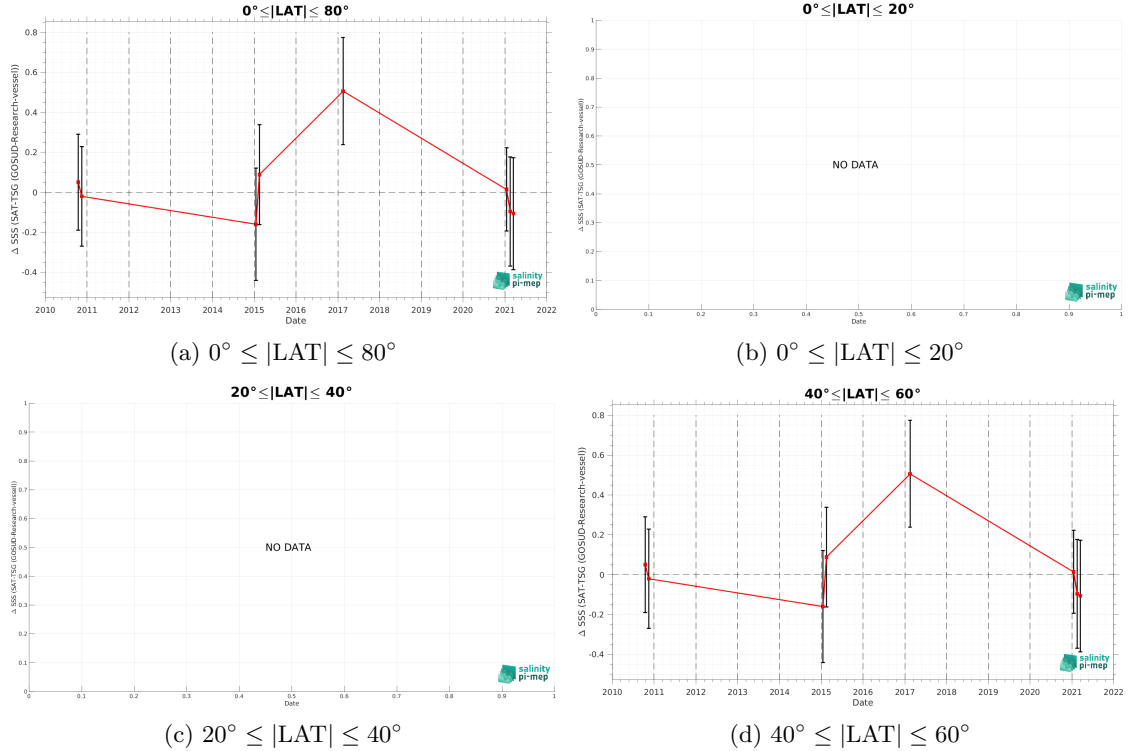 0°≤|LAT|≤ 80°
Δ SSS (SAT-TSG (GOSUD-Research-vessel))
0.8
0.6
0.4
0.2
0
-0.2
-0.4
2010 2011 2012 2013 2014 2015 2016 2017 2018 2019 2020 2021 2022
Date
salinity
pi-mep
(a) 0° ≤ |LAT| ≤ 80°
0°≤|LAT|≤ 20°
Δ SSS (SAT-TSG (GOSUD-Research-vessel))
1
0.9
0.8
0.7
0.6
0.5
0.4
0.3
0.2
0.1
0
NO DATA
0 0.1 0.2 0.3 0.4 0.5 0.6 0.7 0.8 0.9 1
Date
salinity
pi-mep
(b) 0° ≤ |LAT| ≤ 20°
20°≤|LAT|≤ 40°
Δ SSS (SAT-TSG (GOSUD-Research-vessel))
1
0.9
0.8
0.7
0.6
0.5
0.4
0.3
0.2
0.1
0
NO DATA
0 0.1 0.2 0.3 0.4 0.5 0.6 0.7 0.8 0.9 1
Date
salinity
pi-mep
(c) 20° ≤ |LAT| ≤ 40°
40°≤|LAT|≤ 60°
Δ SSS (SAT-TSG (GOSUD-Research-vessel))
0.8
0.6
0.4
0.2
0
-0.2
-0.4
2010 2011 2012 2013 2014 2015 2016 2017 2018 2019 2020 2021 2022
Date
salinity
pi-mep
(d) 40° ≤ |LAT| ≤ 60°